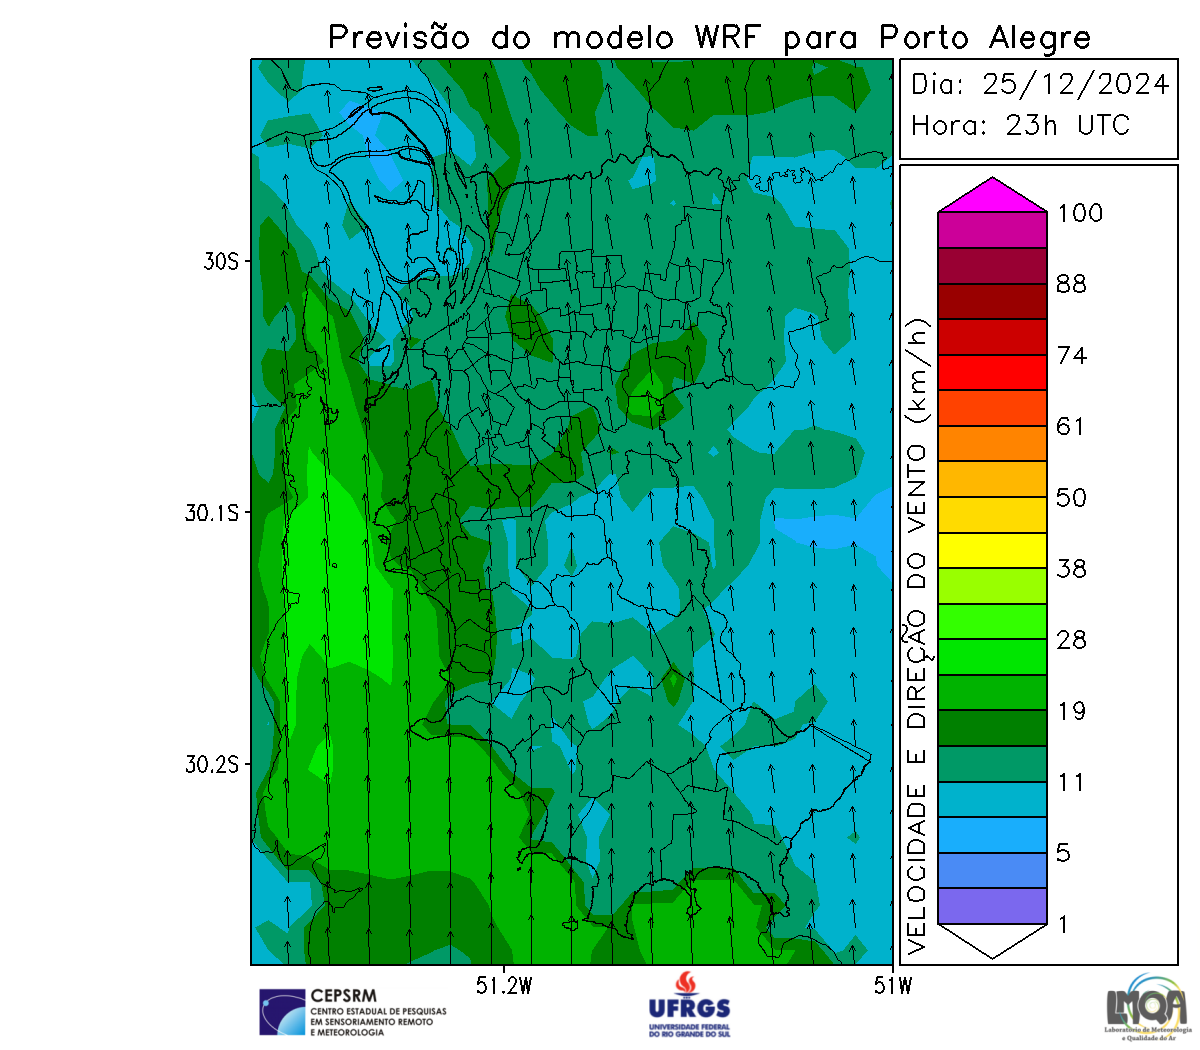 Previsão do modelo WRF para Porto Alegre
Dia: 25/12/2024
Hora: 23h UTC
VELOCIDADE E DIREÇÃO DO VENTO (km/h)
100
88
74
61
50
38
28
19
11
5
1
30S
30.1S
30.2S
51.2W
51W
CEPSRM
CENTRO ESTADUAL DE PESQUISAS
EM SENSORIAMENTO REMOTO
E METEOROLOGIA
UFRGS
UNIVERSIDADE FEDERAL
DO RIO GRANDE DO SUL
LMQA
Laboratório de Meteorologia
e Qualidade do Ar